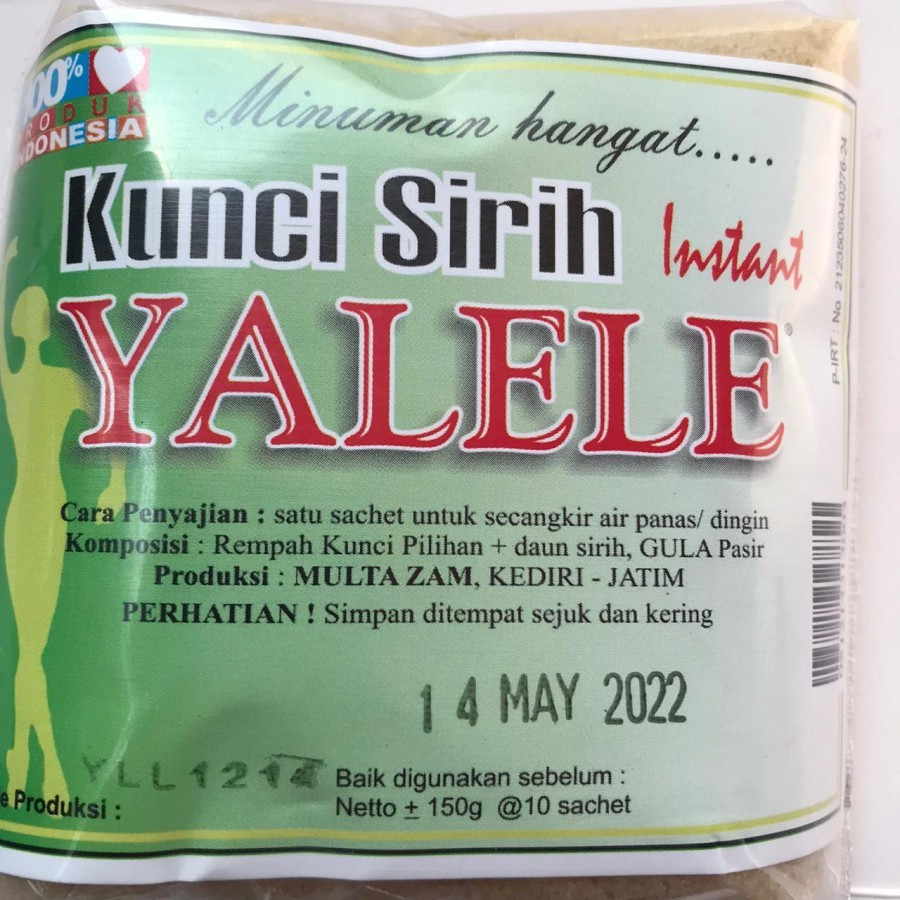 100%
PRODUK
INDONESIA
Minuman hangat.....
Kunci Sirih Instant
YALELE®
Cara Penyajian : satu sachet untuk secangkir air panas/ dingin
Komposisi : Rempah Kunci Pilihan + daun sirih, GULA Pasir
Produksi : MULTA ZAM, KEDIRI - JATIM
PERHATIAN ! Simpan ditempat sejuk dan kering
14 MAY 2022
YLL1214
Baik digunakan sebelum :
e Produksi :
Netto ± 150g @10 sachet
P-IRT : No 2123506040276-24